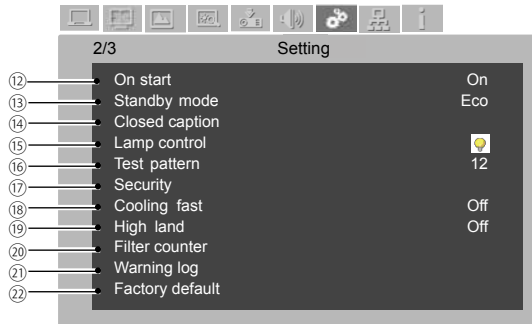 2/3 Setting
⑫ On start On
⑬ Standby mode Eco
⑭ Closed caption
⑮ Lamp control
⑯ Test pattern 12
⑰ Security
⑱ Cooling fast Off
⑲ High land Off
⑳ Filter counter
㉑ Warning log
㉒ Factory default